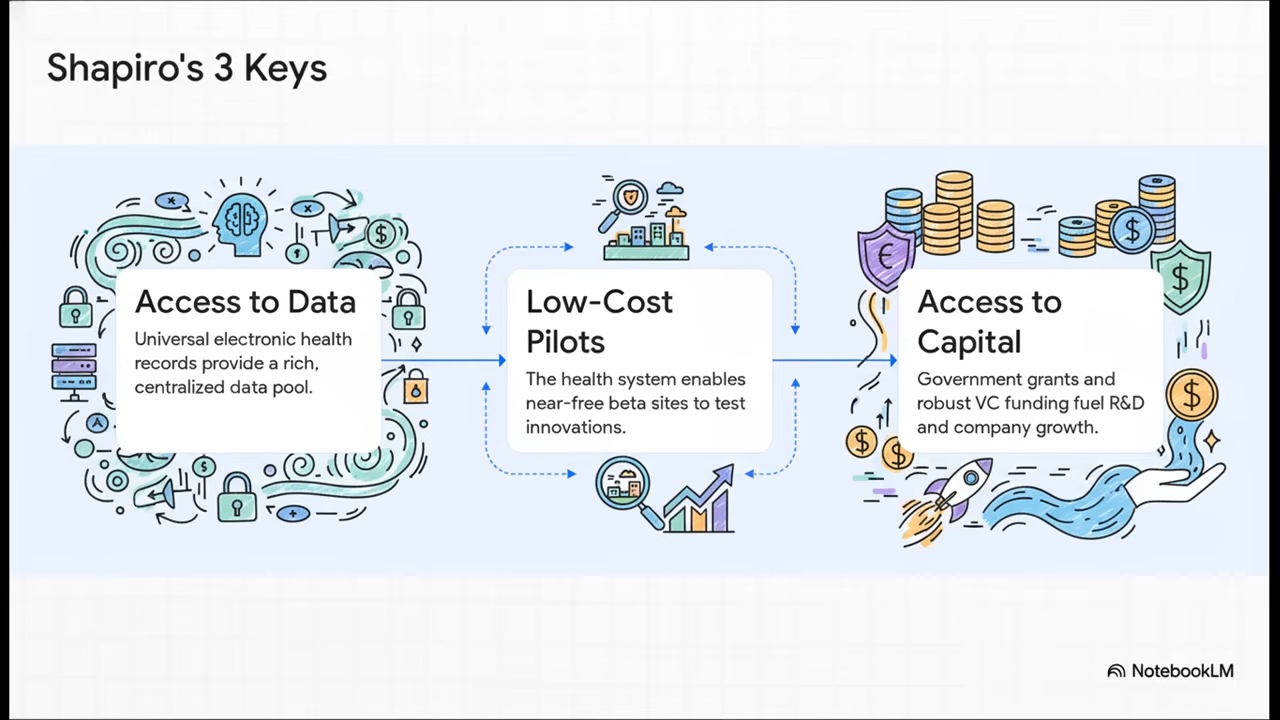 Shapiro's 3 Keys
Access to Data
Universal electronic health
records provide a rich,
centralized data pool.
Low-Cost
Pilots
The health system enables
near-free beta sites to test
innovations.
Access to
Capital
Government grants and
robust VC funding fuel R&D
and company growth.
NotebookLM